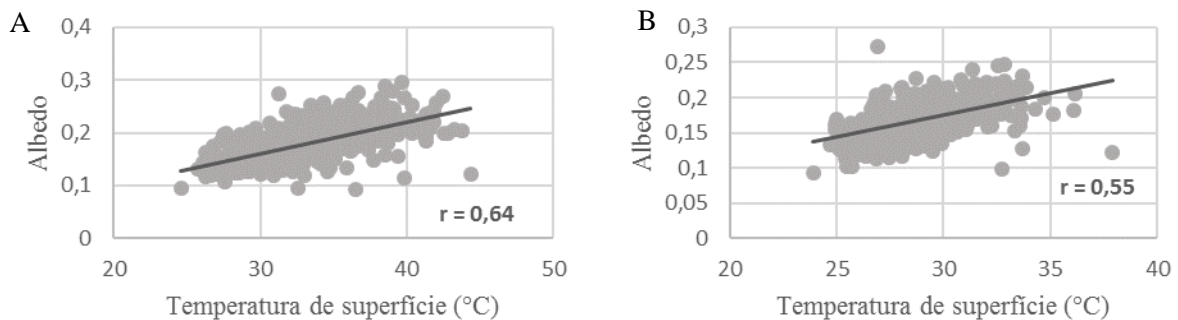 A
0,4
0,3
0,2
0,1
0
Albedo
r = 0,64
20 30 40 50
Temperatura de superfície (°C)
B
0,3
0,25
0,2
0,15
0,1
0,05
0
Albedo
r = 0,55
20 25 30 35 40
Temperatura de superfície (°C)